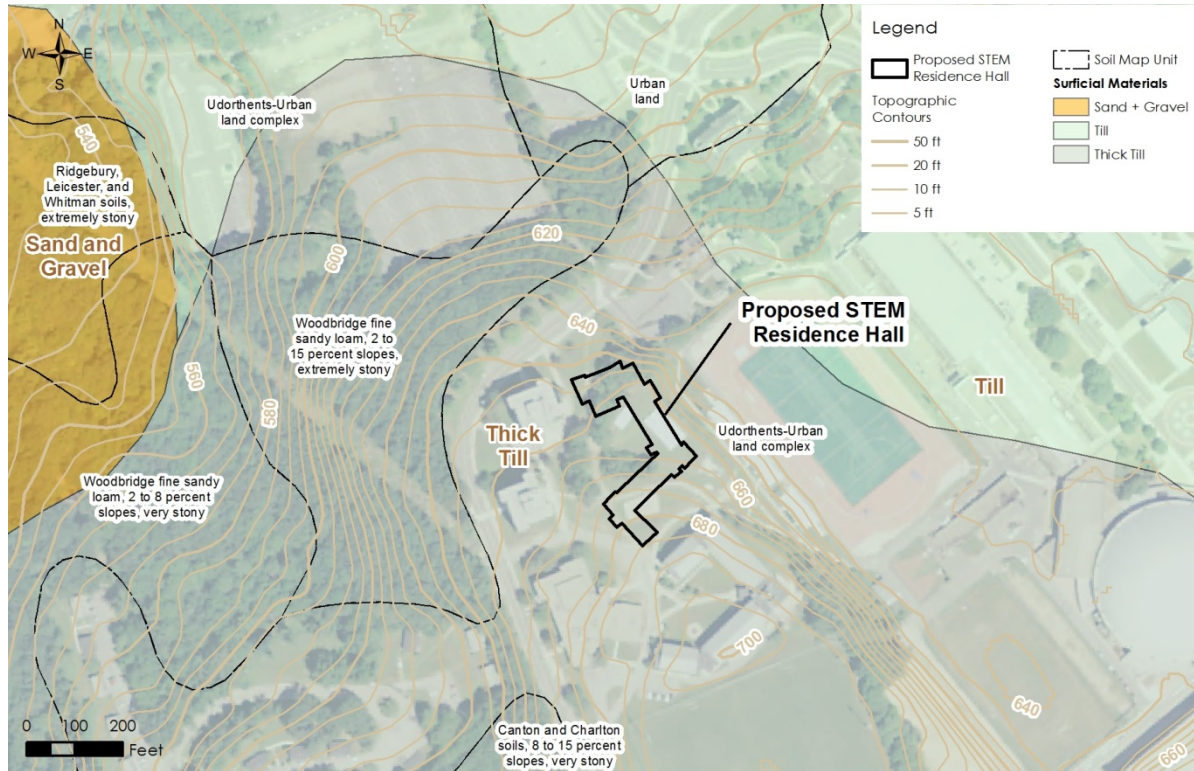 N
W
E
S
Legend
Proposed STEM
Residence Hall
Topographic
Contours
50 ft
20 ft
10 ft
5 ft
Soil Map Unit
Surficial Materials
Sand + Gravel
Till
Thick Till
Udorthents-Urban
land complex
Urban
land
540
Ridgebury,
Leicester, and
Whitman soils,
extremely stony
Sand and
Gravel
600
620
Woodbridge fine
sandy loam, 2 to
15 percent slopes,
extremely stony
640
Proposed STEM
Residence Hall
560
580
Till
Thick
Till
Udorthents-Urban
land complex
Woodbridge fine sandy
loam, 2 to 8 percent
slopes, very stony
660
680
700
640
660
Canton and Charlton
soils, 8 to 15 percent
slopes, very stony
0 100 200
Feet